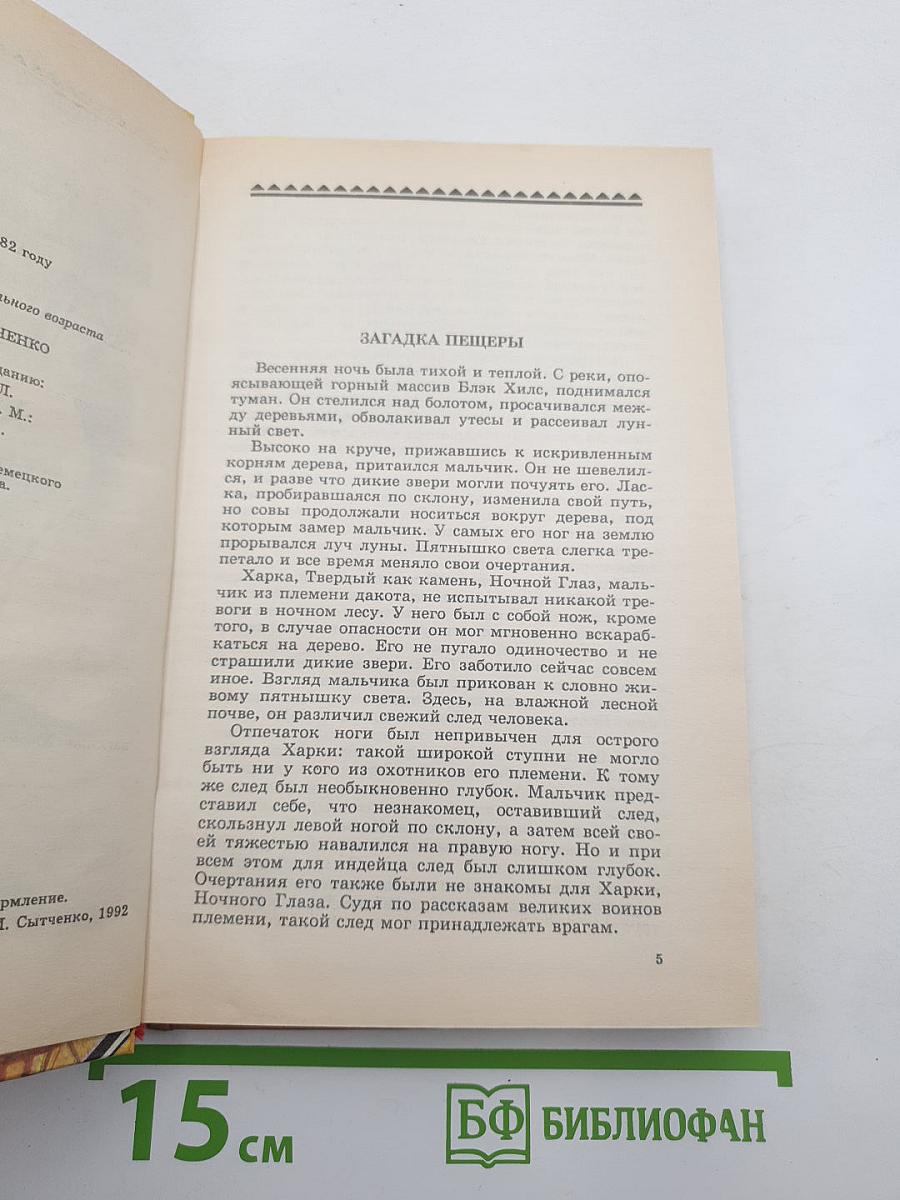 82 году
льного возраста
НЕНКО
данию:
Л.
М.:
емецкого
а.
рмление.
Сытченко, 1992
ЗАГАДКА ПЕЩЕРЫ
Весенняя ночь была тихой и теплой. С реки, опо-
ясывающей горный массив Блэк Хилс, поднимался
туман. Он стелился над болотом, просачивался меж-
ду деревьями, обволакивал утесы и рассеивал лун-
ный свет.
Высоко на круче, прижавшись к искривленным
корням дерева, притаился мальчик. Он не шевелил-
ся, и разве что дикие звери могли почуять его. Лас-
ка, пробиравшаяся по склону, изменила свой путь,
но совы продолжали носиться вокруг дерева, под
которым замер мальчик. У самых его ног на землю
прорывался луч луны. Пятнышко света слегка тре-
петало и все время меняло свои очертания.
Харка, Твердый как камень, Ночной Глаз, маль-
чик из племени дакота, не испытывал никакой тре-
воги в ночном лесу. У него был с собой нож, кроме
того, в случае опасности он мог мгновенно вскараб-
каться на дерево. Его не пугало одиночество и не
страшили дикие звери. Его заботило сейчас совсем
иное. Взгляд мальчика был прикован к словно жи-
вому пятнышку света. Здесь, на влажной лесной
почве, он различил свежий след человека.
Отпечаток ноги был непривычен для острого
взгляда Харки: такой широкой ступни не могло
быть ни у кого из охотников его племени. К тому
же след был необыкновенно глубок. Мальчик пред-
ставил себе, что незнакомец, оставивший след,
скользнул левой ногой по склону, а затем всей сво-
ей тяжестью навалился на правую ногу. Но и при
всем этом для индейца след был слишком глубок.
Очертания его также были не знакомы для Харки,
Ночного Глаза. Судя по рассказам великих воинов
племени, такой след мог принадлежать врагам.
5
15 см
БФ БИБЛИОФАН